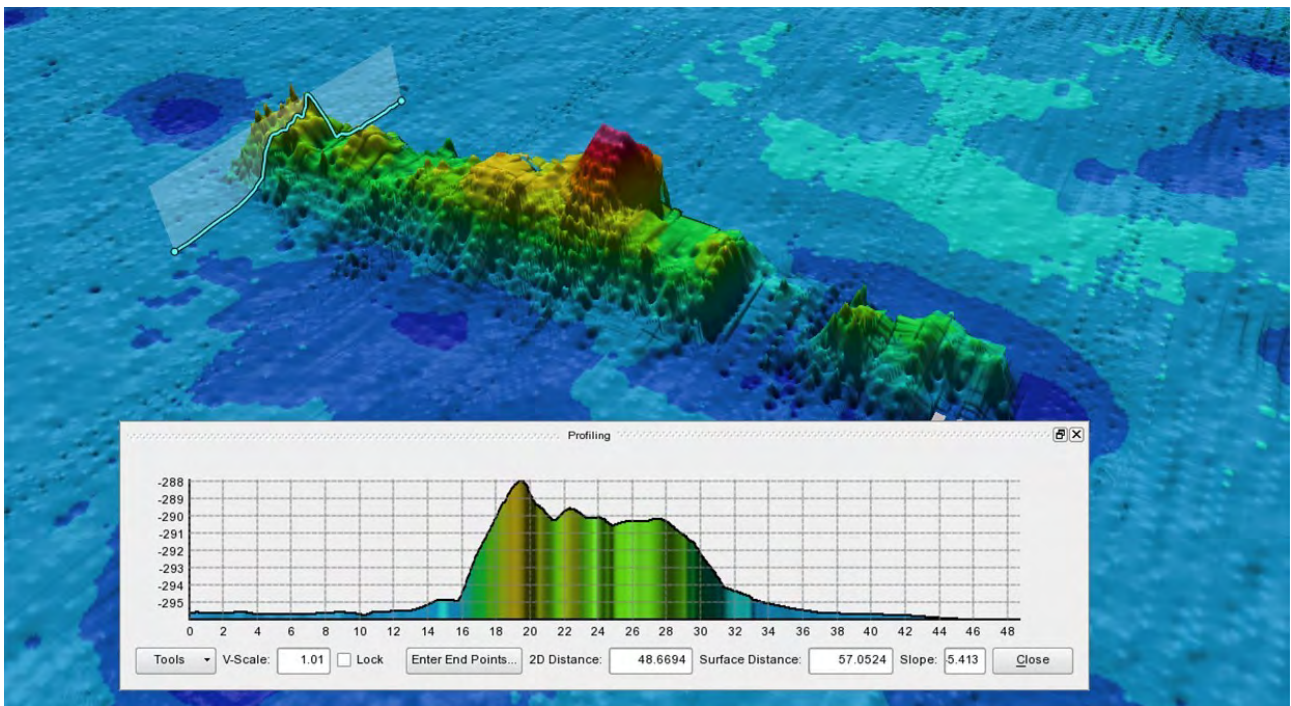 Profiling
-288
-289
-290
-291
-292
-293
-294
-295
0 2 4 6 8 10 12 14 16 18 20 22 24 26 28 30 32 34 36 38 40 42 44 46 48
Tools V-Scale: 1.01 Lock Enter End Points... 2D Distance: 48.6694 Surface Distance: 57.0524 Slope: 5.413 Close